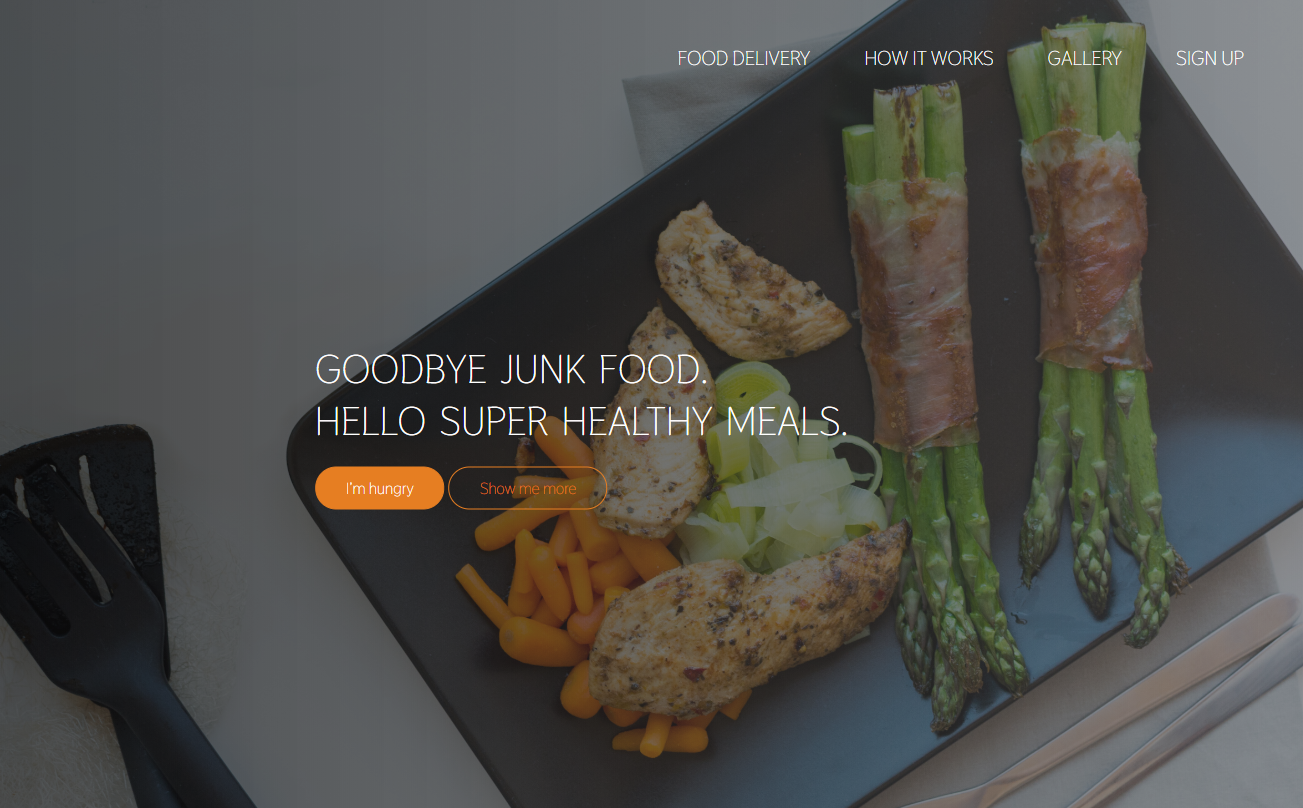 FOOD DELIVERY HOW IT WORKS GALLERY SIGN UP
GOODBYE JUNK FOOD.
HELLO SUPER HEALTHY MEALS.
I'm hungry Show me more